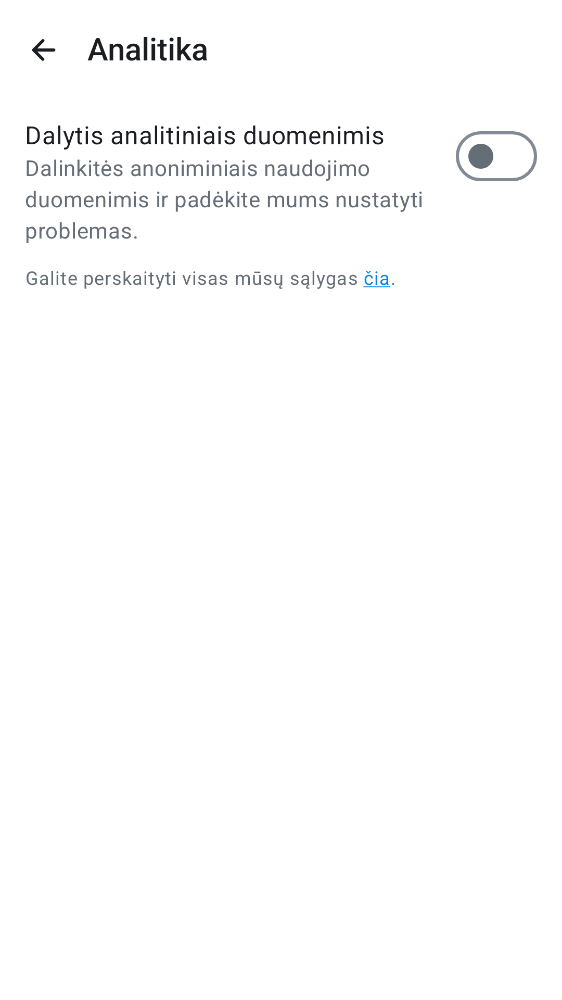 Analitika
Dalytis analitiniais duomenimis
Dalinkitės anoniminiais naudojimo
duomenimis ir padėkite mums nustatyti
problemas.
Galite perskaityti visas mūsų sąlygas čia.